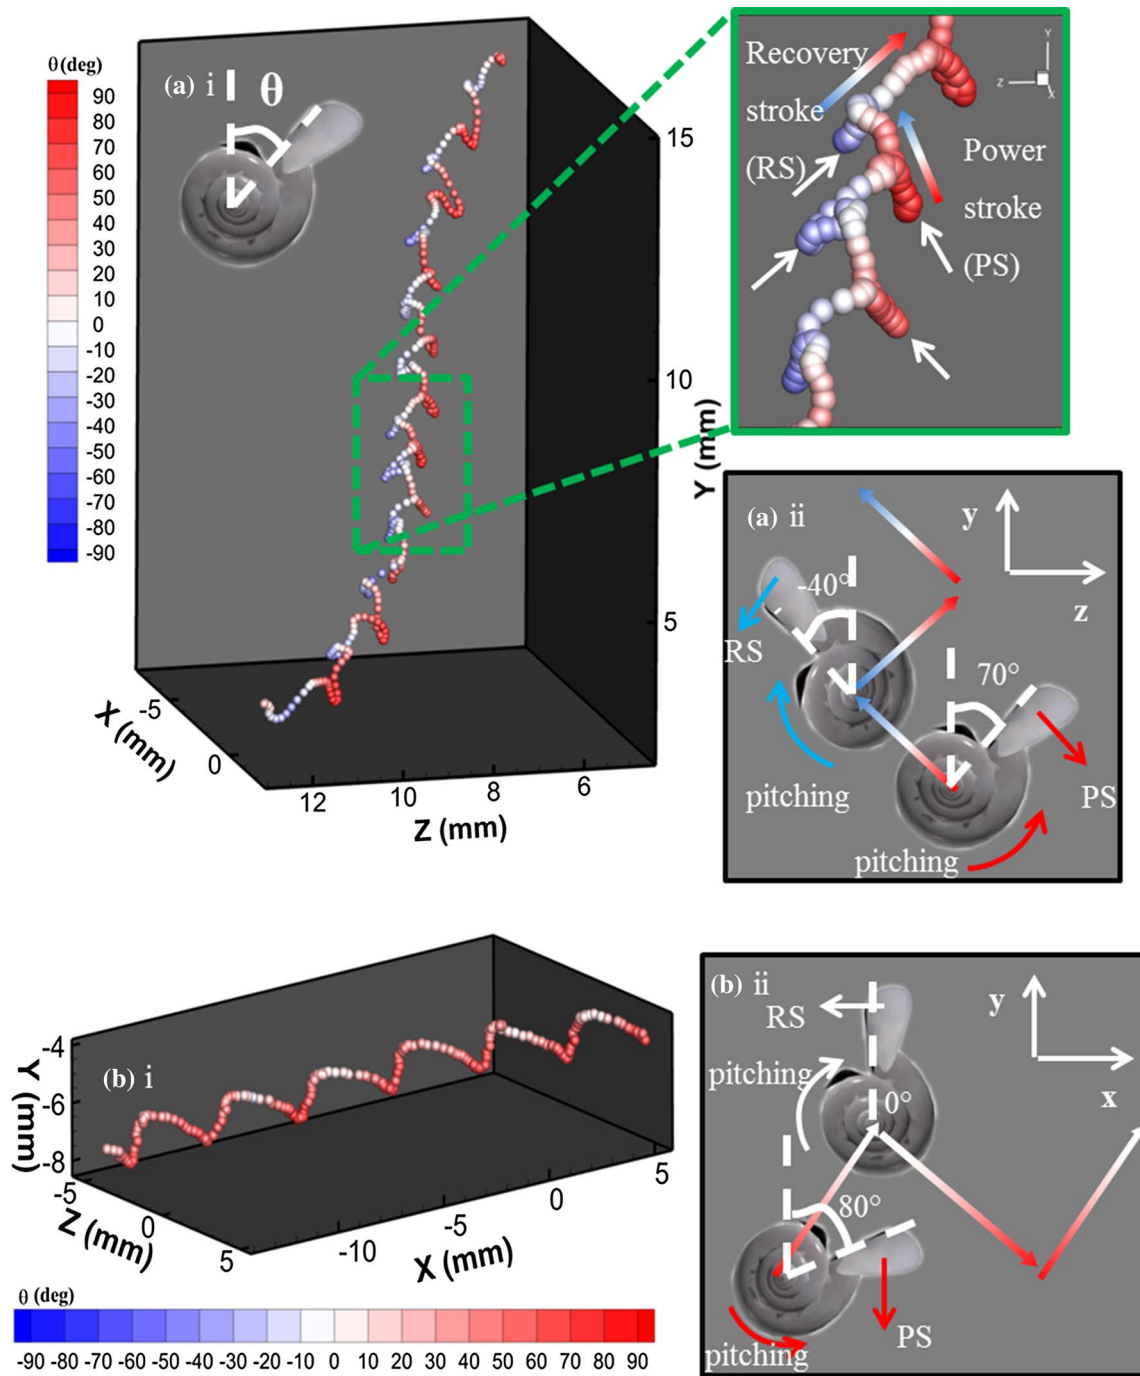 θ(deg)
90
80
70
60
50
40
30
20
10
0
-10
-20
-30
-40
-50
-60
-70
-80
-90
(a) i
θ
15
10
5
Y (mm)
-5
0
X (mm)
12
10
8
6
Z (mm)
Recovery
stroke
(RS)
Power
stroke
(PS)
Y
Z
X
(a) ii
y
z
-40°
RS
70°
PS
pitching
pitching
(b) i
-4
-6
-8
Y (mm)
-5
0
5
Z (mm)
-10
-5
0
5
X (mm)
θ (deg)
-90 -80 -70 -60 -50 -40 -30 -20 -10 0 10 20 30 40 50 60 70 80 90
(b) ii
RS
y
x
pitching
0°
80°
PS
pitching